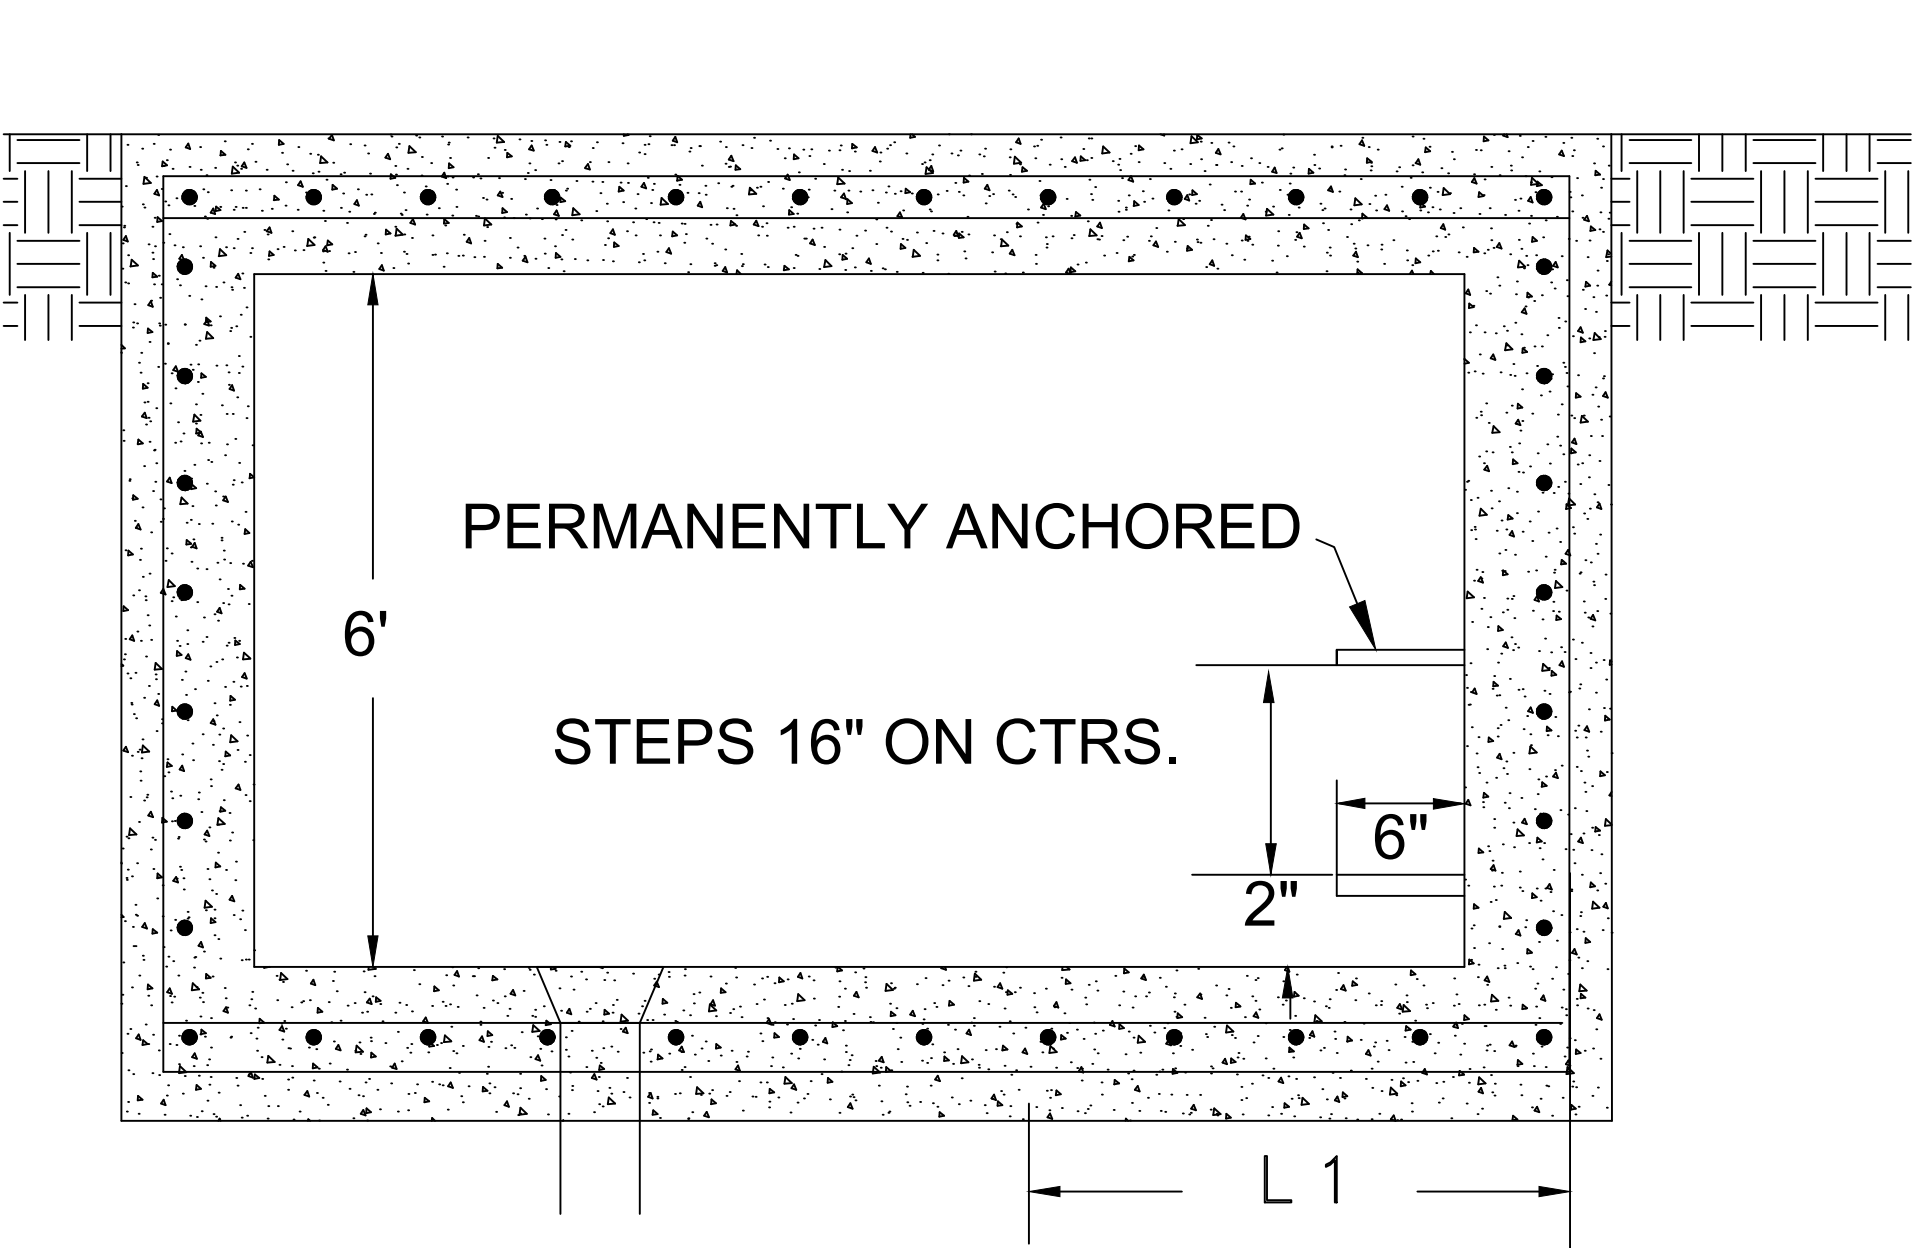 PERMANENTLY ANCHORED
6'
STEPS 16" ON CTRS.
6"
2"
L 1